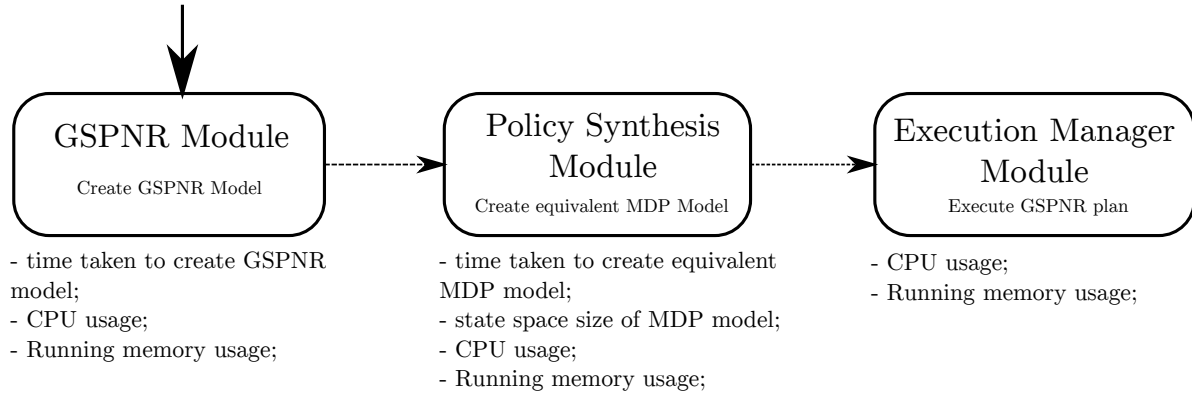 GSPNR Module
Create GSPNR Model
- time taken to create GSPNR
model;
- CPU usage;
- Running memory usage;
Policy Synthesis
Module
Create equivalent MDP Model
- time taken to create equivalent
MDP model;
- state space size of MDP model;
- CPU usage;
- Running memory usage;
Execution Manager
Module
Execute GSPNR plan
- CPU usage;
- Running memory usage;